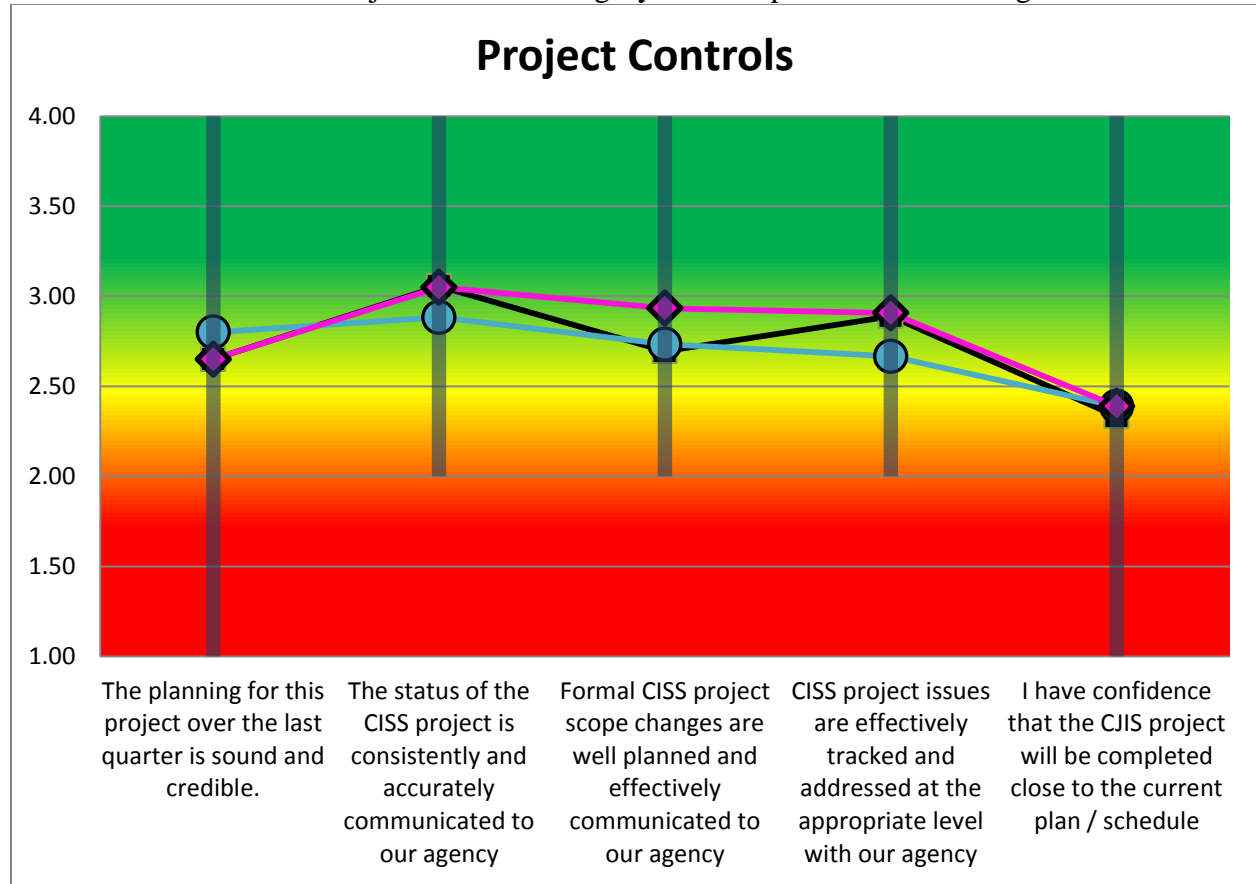 Project Controls
4.00
3.50
3.00
2.50
2.00
1.50
1.00
The planning for this
project over the last
quarter is sound and
credible.
The status of the
CISS project is
consistently and
accurately
communicated to
our agency
Formal CISS project
scope changes are
well planned and
effectively
communicated to
our agency
CISS project issues
are effectively
tracked and
addressed at the
appropriate level
with our agency
I have confidence
that the CJIS project
will be completed
close to the current
plan / schedule